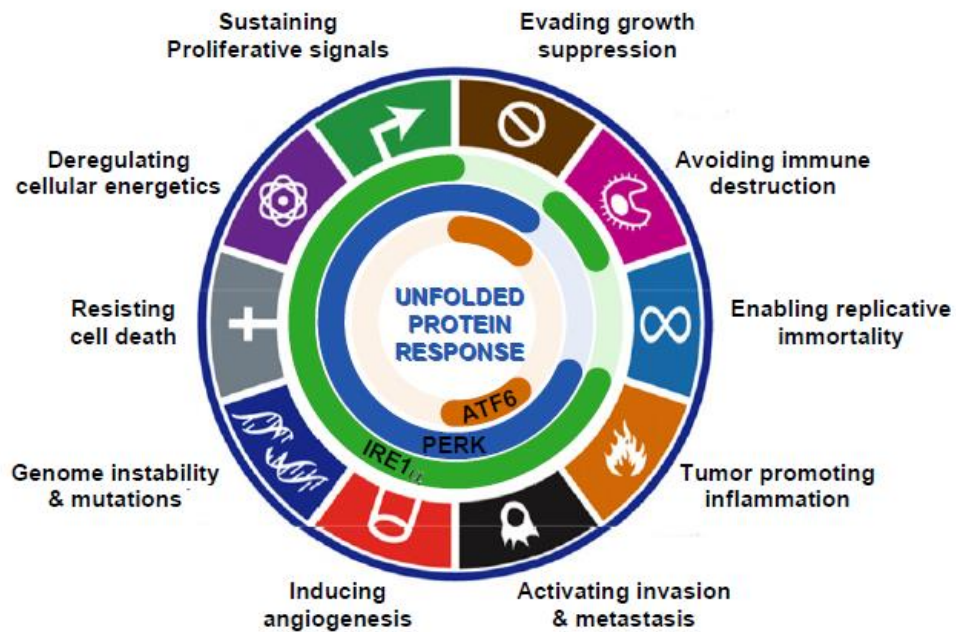 Sustaining
Proliferative signals
Evading growth
suppression
Deregulating
cellular energetics
Avoiding immune
destruction
Resisting
cell death
UNFOLDED
PROTEIN
RESPONSE
Enabling replicative
immortality
ATF6
PERK
IRE1α
Genome instability
& mutations
Tumor promoting
inflammation
Inducing
angiogenesis
Activating invasion
& metastasis